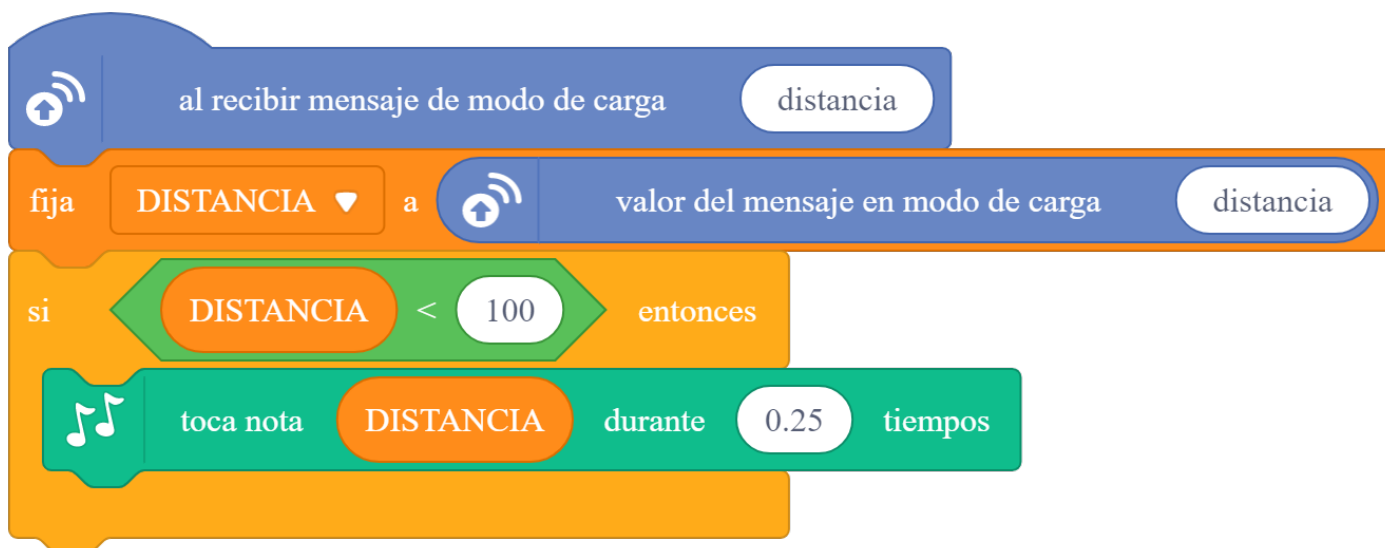 al recibir mensaje de modo de carga distancia
fija DISTANCIA a valor del mensaje en modo de carga distancia
si DISTANCIA < 100 entonces
toca nota DISTANCIA durante 0.25 tiempos